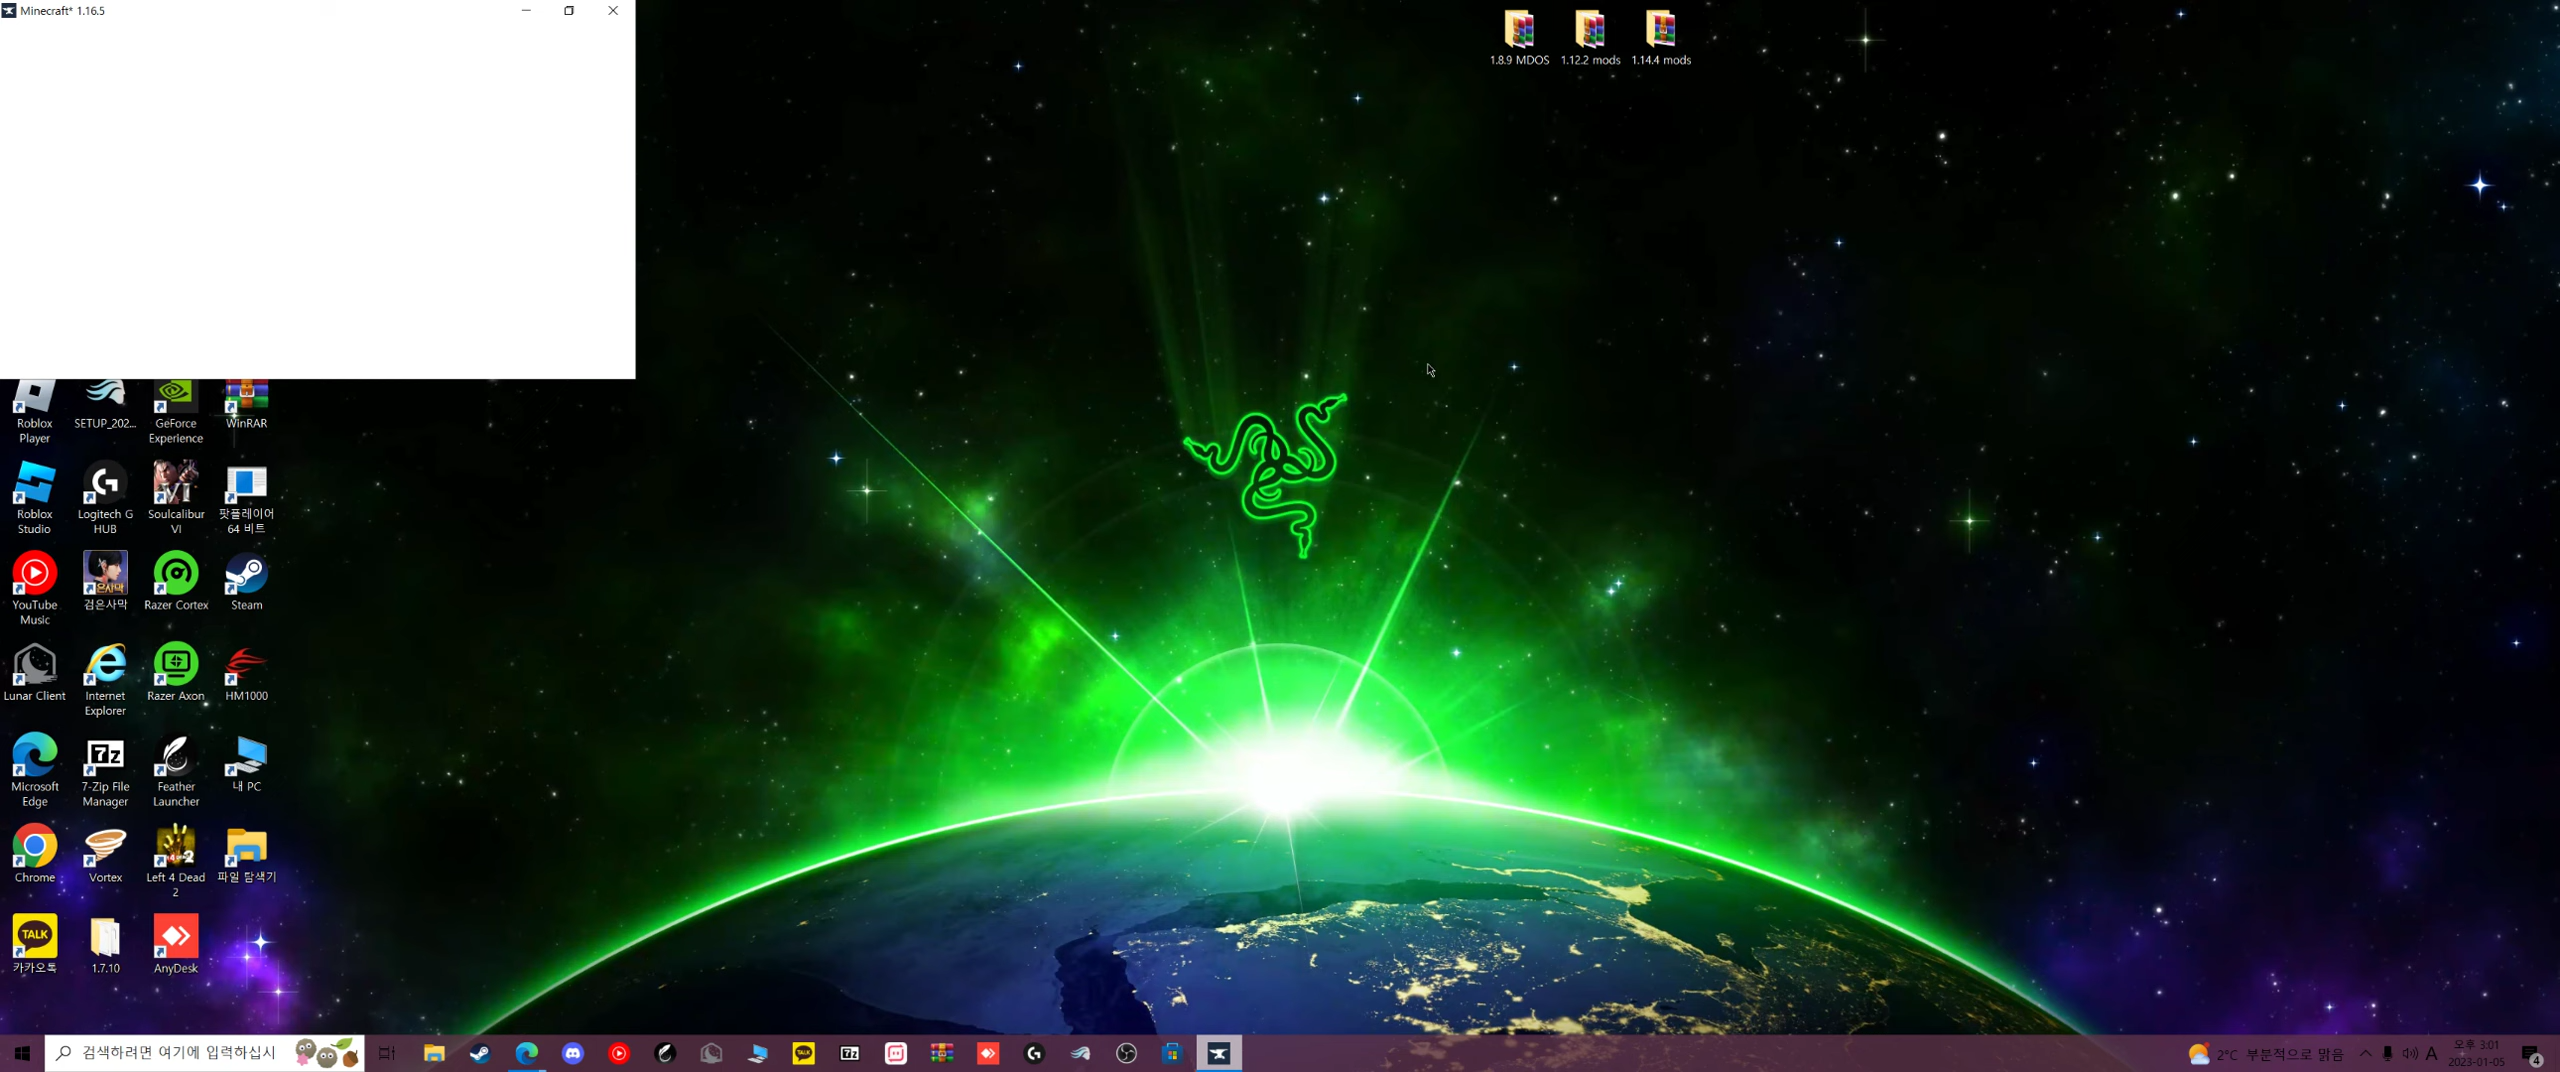 Minecraft* 1.16.5
1.8.9 MDOS
1.12.2 mods
1.14.4 mods
Roblox
Player
SETUP_202...
GeForce
Experience
WinRAR
Roblox
Studio
Logitech G
HUB
Soulcalibur
VI
팟플레이어
64 비트
YouTube
Music
검은사막
Razer Cortex
Steam
Lunar Client
Internet
Explorer
Razer Axon
HM1000
Microsoft
Edge
7-Zip File
Manager
Feather
Launcher
내 PC
Chrome
Vortex
Left 4 Dead
2
파일 탐색기
TALK
카카오톡
1.7.10
AnyDesk
검색하려면 여기에 입력하십시
2°C 부분적으로 맑음
A
오후 3:01
2023-01-05
4